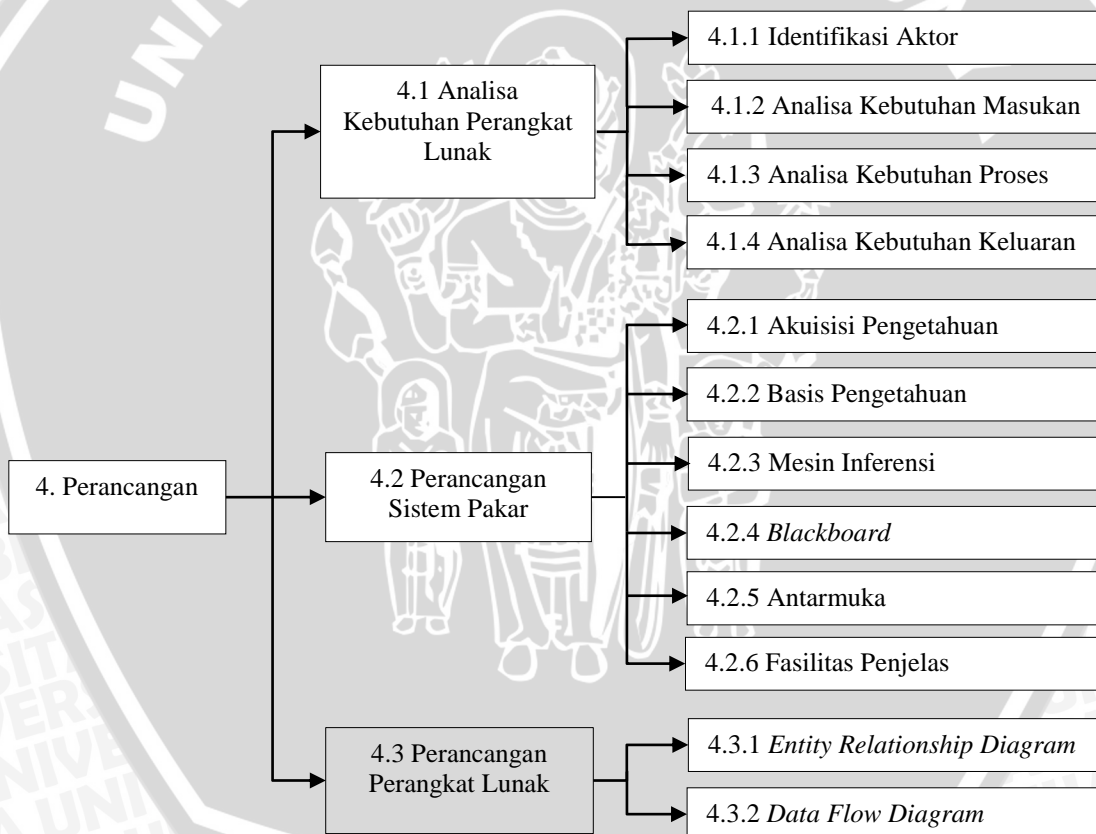 4. Perancangan
4.1 Analisa
Kebutuhan Perangkat
Lunak
4.1.1 Identifikasi Aktor
4.1.2 Analisa Kebutuhan Masukan
4.1.3 Analisa Kebutuhan Proses
4.1.4 Analisa Kebutuhan Keluaran
4.2 Perancangan
Sistem Pakar
4.2.1 Akuisisi Pengetahuan
4.2.2 Basis Pengetahuan
4.2.3 Mesin Inferensi
4.2.4 Blackboard
4.2.5 Antarmuka
4.2.6 Fasilitas Penjelas
4.3 Perancangan
Perangkat Lunak
4.3.1 Entity Relationship Diagram
4.3.2 Data Flow Diagram